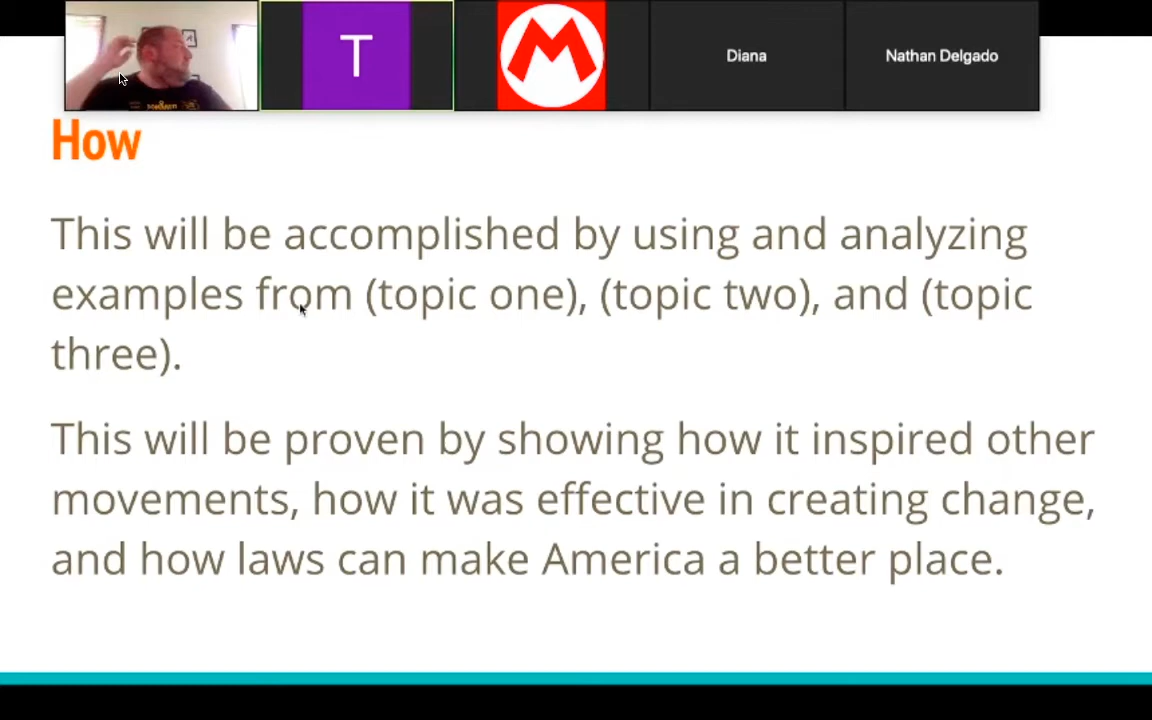 T
M
Diana
Nathan Delgado
How
This will be accomplished by using and analyzing
examples from (topic one), (topic two), and (topic
three).
This will be proven by showing how it inspired other
movements, how it was effective in creating change,
and how laws can make America a better place.